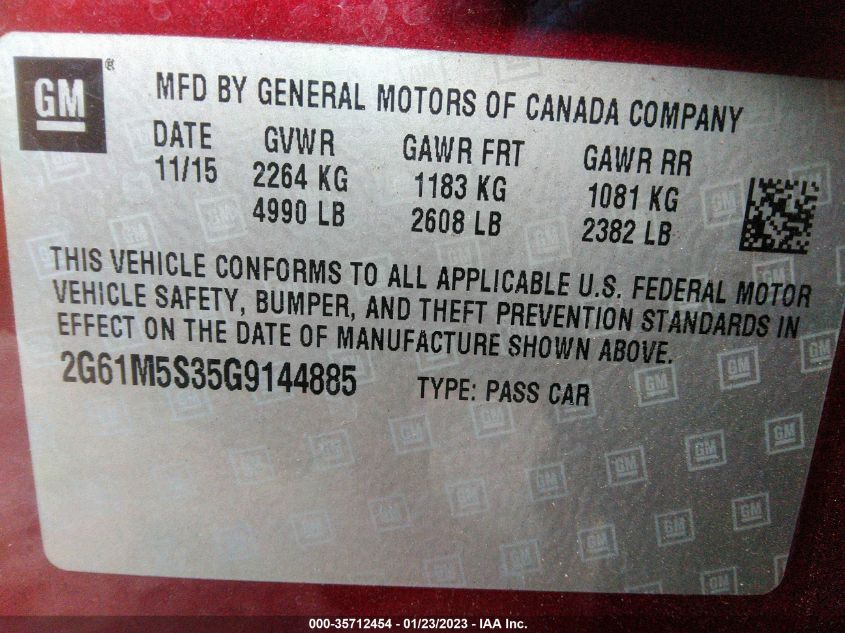 GM ® MFD BY GENERAL MOTORS OF CANADA COMPANY
DATE GVWR GAWR FRT GAWR RR
11/15 2264 KG 1183 KG 1081 KG
4990 LB 2608 LB 2382 LB
THIS VEHICLE CONFORMS TO ALL APPLICABLE U.S. FEDERAL MOTOR
VEHICLE SAFETY, BUMPER, AND THEFT PREVENTION STANDARDS IN
EFFECT ON THE DATE OF MANUFACTURE SHOWN ABOVE.
2G61M5S35G9144885 TYPE: PASS CAR
000-35712454 - 01/23/2023 - IAA Inc.